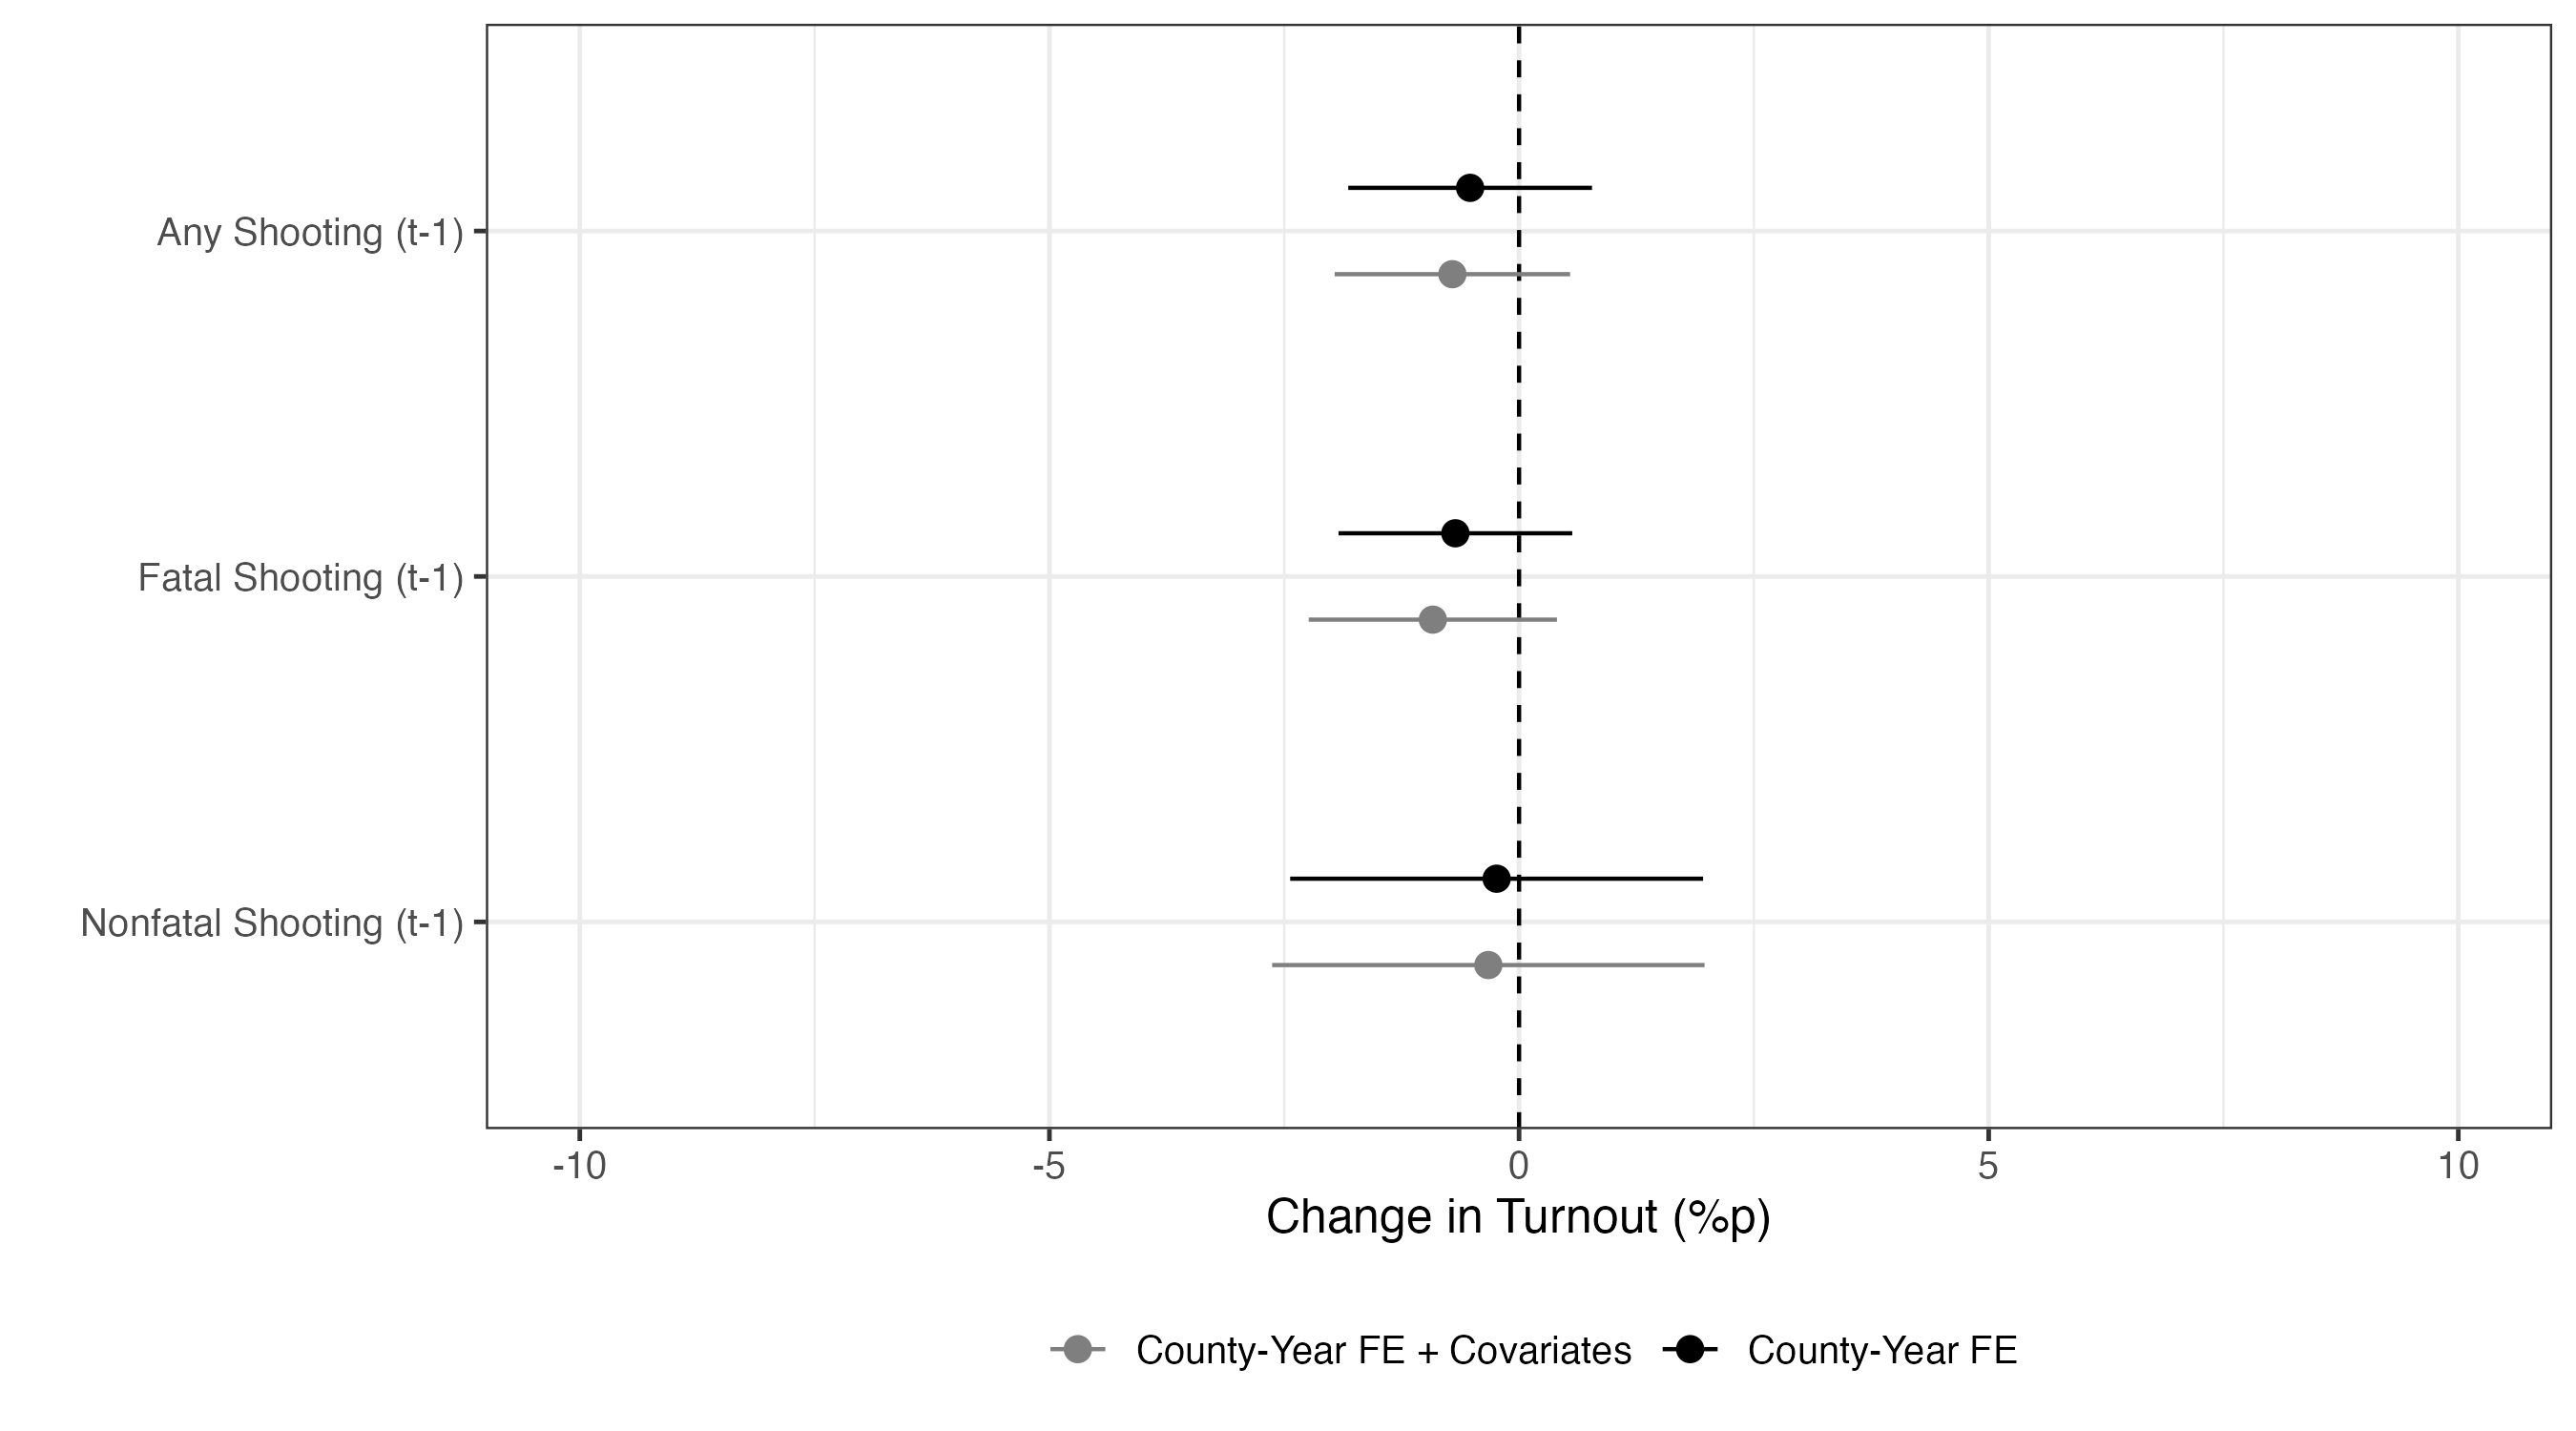 Any Shooting (t-1)
Fatal Shooting (t-1)
Nonfatal Shooting (t-1)
-10 -5 0 5 10
Change in Turnout (%p)
County-Year FE + Covariates County-Year FE